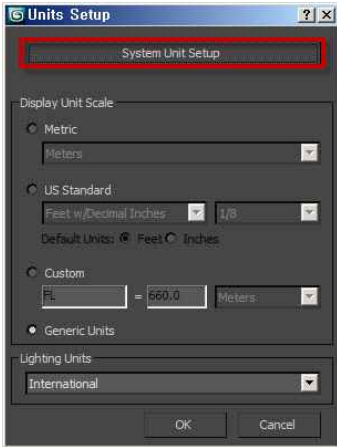 Units Setup
System Unit Setup
Display Unit Scale
Metric
Meters
US Standard
Feet w/Decimal Inches 1/8
Default Units: Feet Inches
Custom
FL = 660.0 Meters
Generic Units
Lighting Units
International
OK Cancel